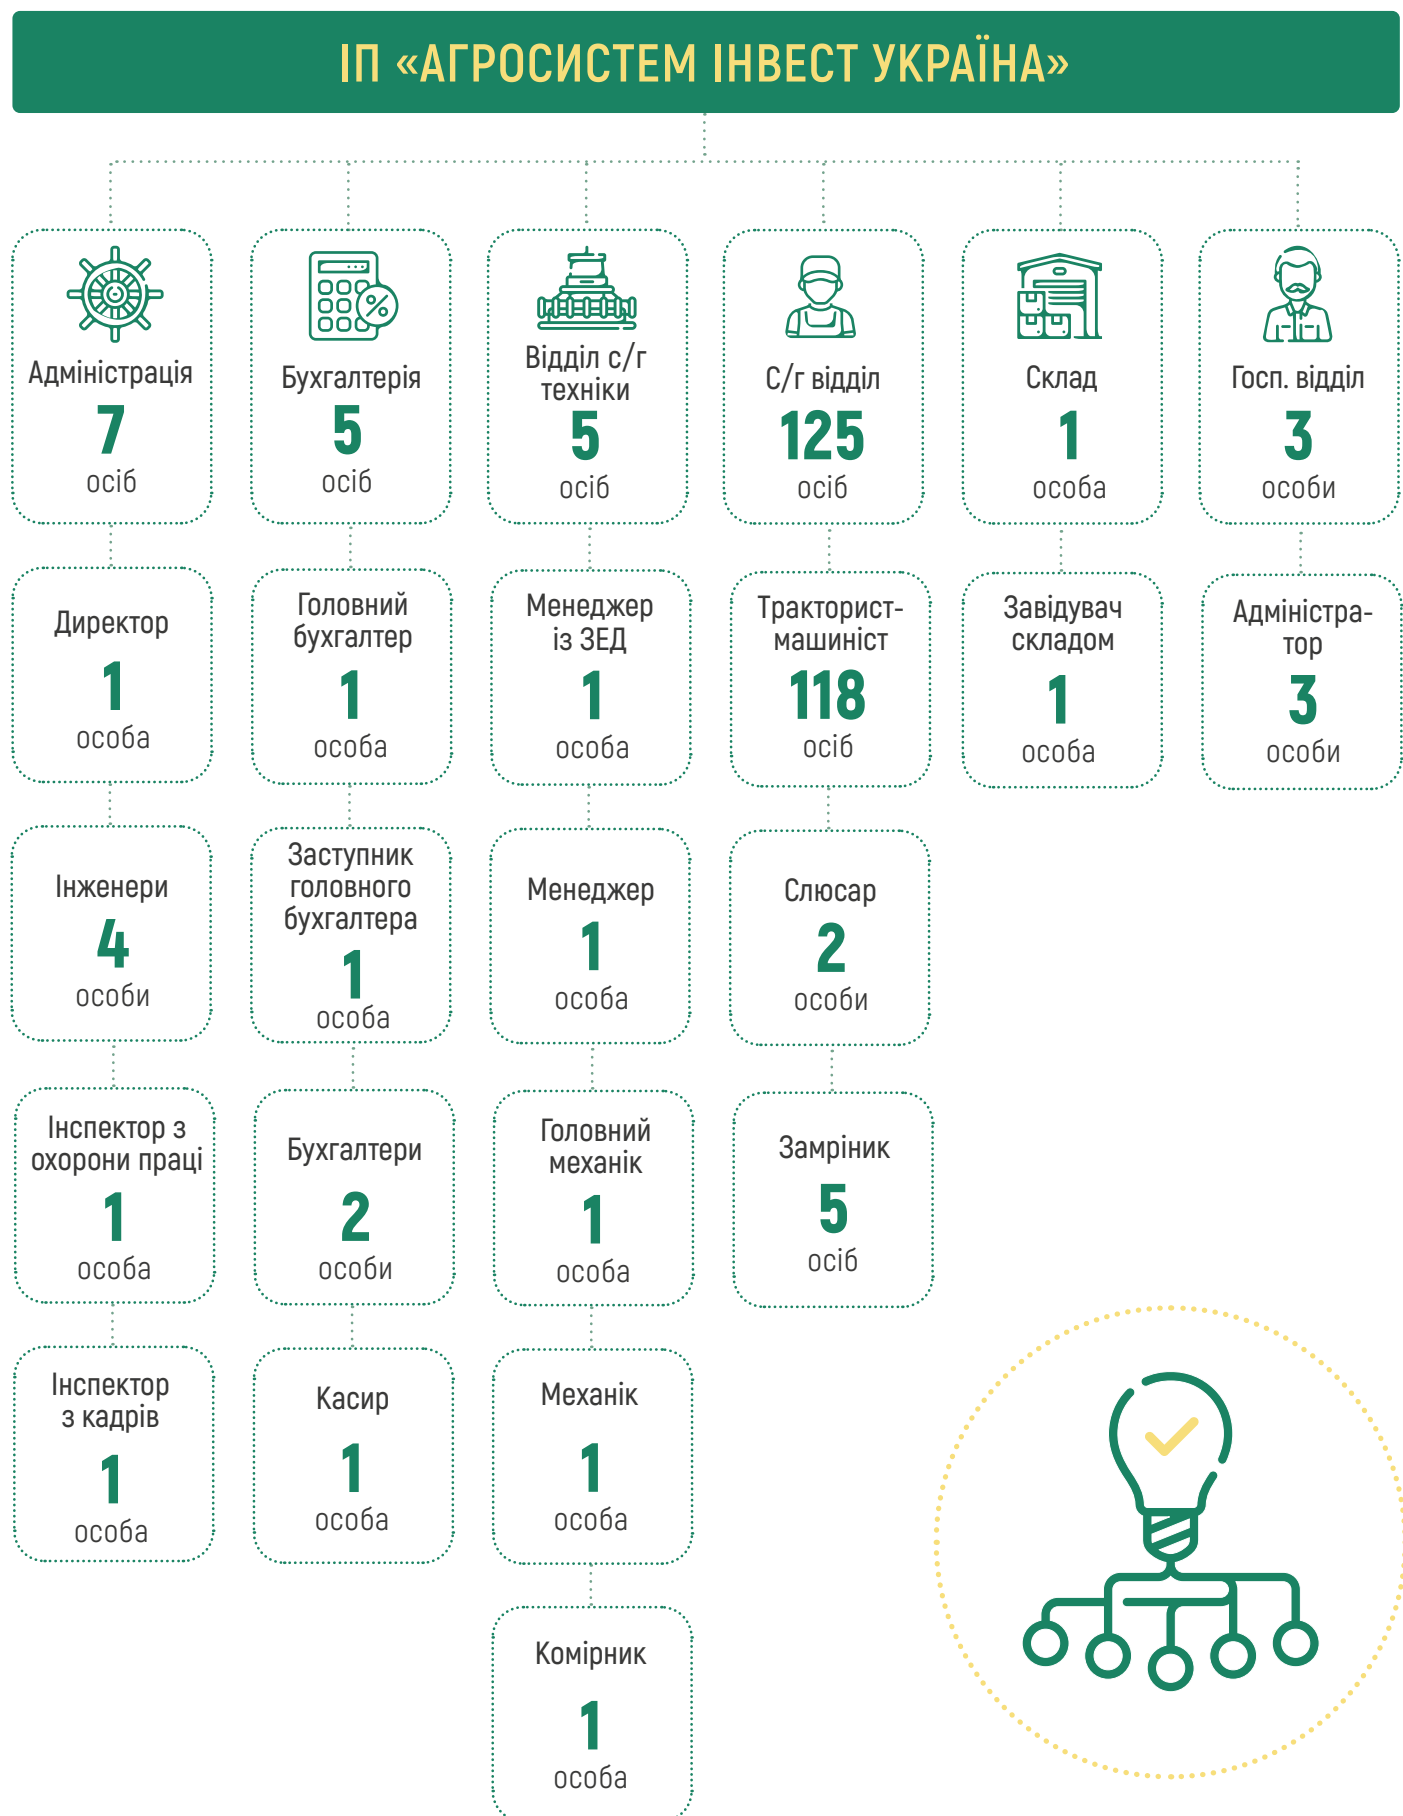 ІП «АГРОСИСТЕМ ІНВЕСТ УКРАЇНА»
Адміністрація
7
осіб
Директор
1
особа
Інженери
4
особи
Інспектор з
охорони праці
1
особа
Інспектор
з кадрів
1
особа
Бухгалтерія
5
осіб
Головний
бухгалтер
1
особа
Заступник
головного
бухгалтера
1
особа
Бухгалтери
2
особи
Касир
1
особа
Відділ с/г
техніки
5
осіб
Менеджер
із ЗЕД
1
особа
Менеджер
1
особа
Головний
механік
1
особа
Механік
1
особа
Комірник
1
особа
С/г відділ
125
осіб
Тракторист-
машиніст
118
осіб
Слюсар
2
особи
Замріник
5
осіб
Склад
1
особа
Завідувач
складом
1
особа
Госп. відділ
3
особи
Адміністра-
тор
3
особи